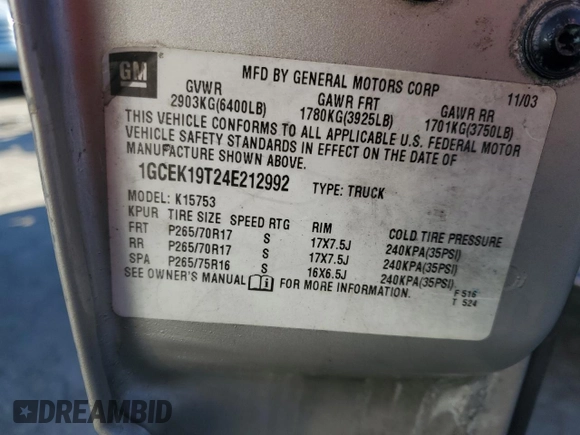 GM
MFD BY GENERAL MOTORS CORP 11/03
GVWR GAWR FRT GAWR RR
2903KG(6400LB) 1780KG(3925LB) 1701KG(3750LB)
THIS VEHICLE CONFORMS TO ALL APPLICABLE U.S. FEDERAL MOTOR
VEHICLE SAFETY STANDARDS IN EFFECT ON THE DATE OF
MANUFACTURE SHOWN ABOVE.
1GCEK19T24E212992 TYPE: TRUCK
MODEL: K15753
KPUR TIRE SIZE SPEED RTG RIM COLD TIRE PRESSURE
FRT P265/70R17 S 17X7.5J 240KPA(35PSI)
RR P265/70R17 S 17X7.5J 240KPA(35PSI)
SPA P265/75R16 S 16X6.5J 240KPA(35PSI)
SEE OWNER'S MANUAL FOR MORE INFORMATION.
F 516
T 524
DREAMBID